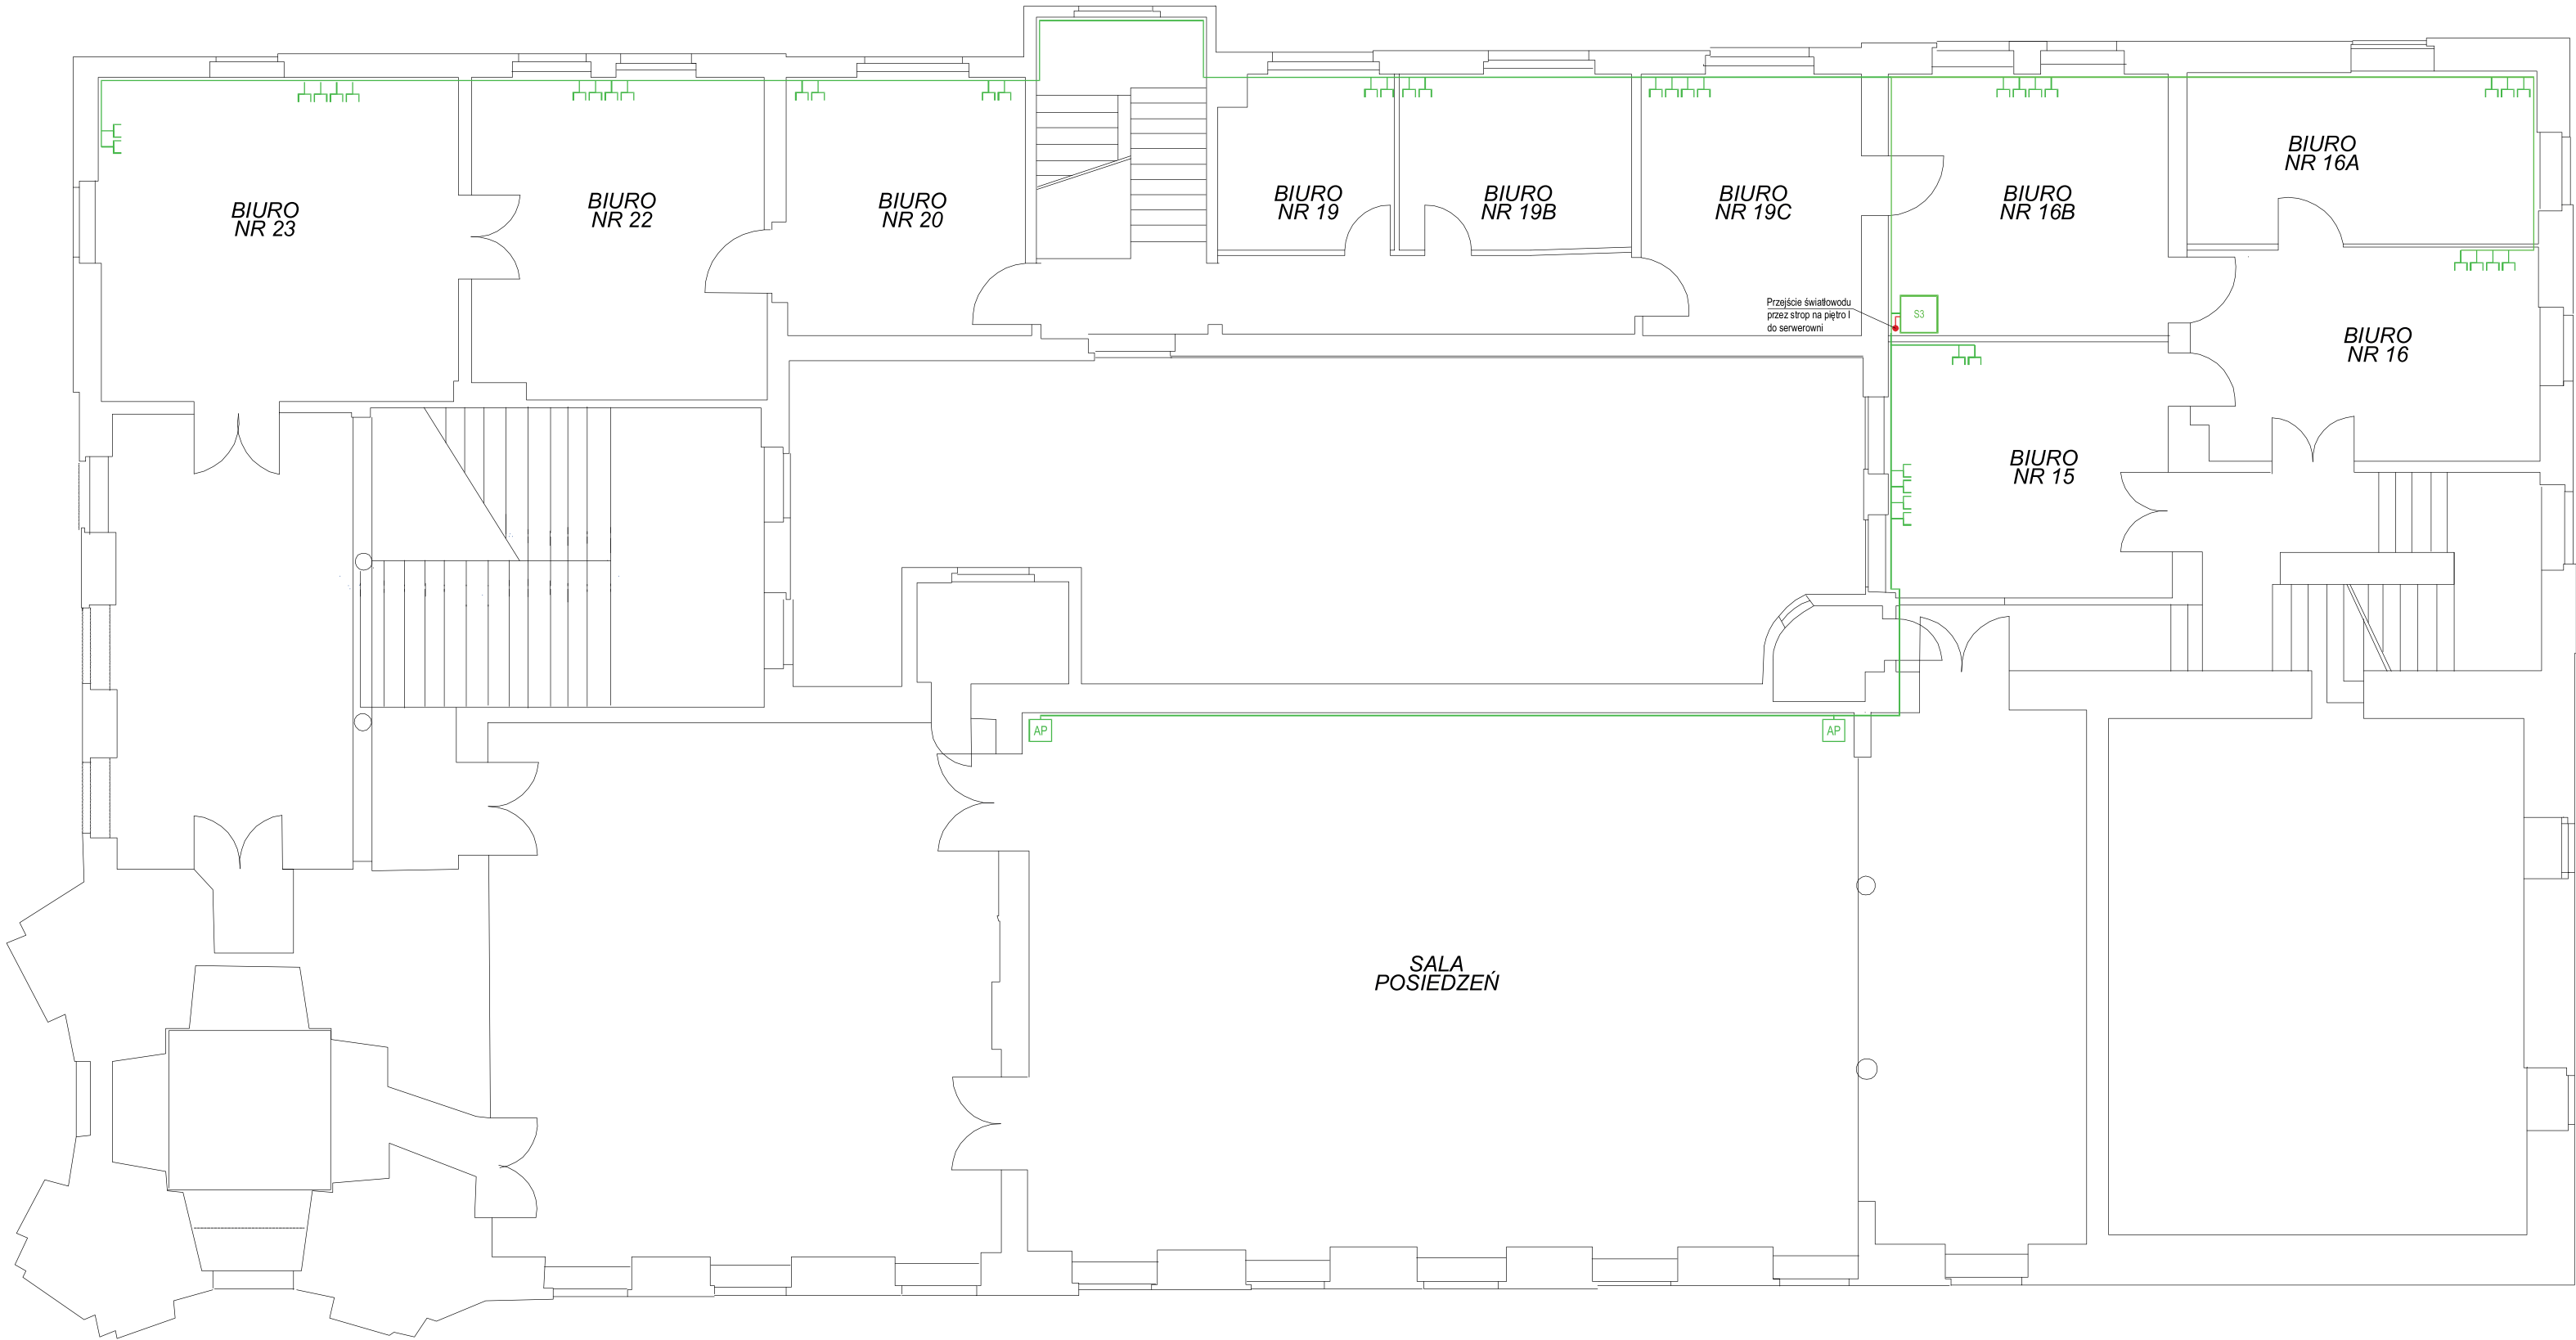 BIURO
NR 23
BIURO
NR 22
BIURO
NR 20
BIURO
NR 19
BIURO
NR 19B
BIURO
NR 19C
BIURO
NR 16B
BIURO
NR 16A
Przejście światłowodu
przez strop na piętro I
do serwerowni
S3
BIURO
NR 16
BIURO
NR 15
AP
AP
SALA
POSIEDZEŃ